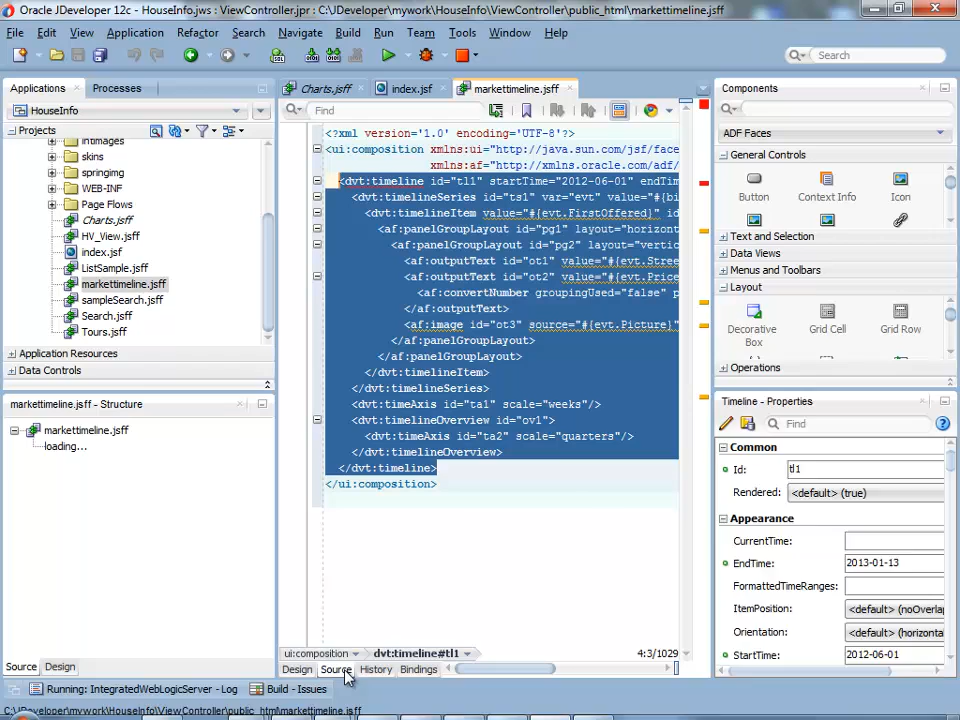 Oracle JDeveloper 12c - HouseInfo.jws : ViewController.jpr : C:\JDeveloper\mywork\HouseInfo\ViewController\public_html\markettimeline.jsff
File Edit View Application Refactor Search Navigate Build Run Team Tools Window Help
Search
Applications Processes
HouseInfo
Projects
intImages
skins
springimg
WEB-INF
Page Flows
Charts.jsff
HV_View.jsff
index.jsf
ListSample.jsff
markettimeline.jsff
sampleSearch.jsff
Search.jsff
Tours.jsff
Application Resources
Data Controls
markettimeline.jsff - Structure
markettimeline.jsff
loading...
Source Design
Charts.jsff index.jsf markettimeline.jsff
Find
<?xml version='1.0' encoding='UTF-8'?>
<ui:composition xmlns:ui="http://java.sun.com/jsf/face
xmlns:af="http://xmlns.oracle.com/adf/
<dvt:timeline id="tl1" startTime="2012-06-01" endTim
<dvt:timelineSeries id="ts1" var="evt" value="#{bi
<dvt:timelineItem value="#{evt.FirstOffered}" id
<af:panelGroupLayout id="pg1" layout="horizont
<af:panelGroupLayout id="pg2" layout="vertic
<af:outputText id="ot1" value="#{evt.Stree
<af:outputText id="ot2" value="#{evt.Price
<af:convertNumber groupingUsed="false" p
</af:outputText>
<af:image id="ot3" source="#{evt.Picture}"
</af:panelGroupLayout>
</af:panelGroupLayout>
</dvt:timelineItem>
</dvt:timelineSeries>
<dvt:timeAxis id="ta1" scale="weeks"/>
<dvt:timelineOverview id="ov1">
<dvt:timeAxis id="ta2" scale="quarters"/>
</dvt:timelineOverview>
</dvt:timeline>
</ui:composition>
ui:composition dvt:timeline#tl1 4:3/1029
Design Source History Bindings
Components
ADF Faces
General Controls
Button Context Info Icon
Text and Selection
Data Views
Menus and Toolbars
Layout
Decorative Box Grid Cell Grid Row
Operations
Timeline - Properties
Find
Common
Id: tl1
Rendered: <default> (true)
Appearance
CurrentTime:
EndTime: 2013-01-13
FormattedTimeRanges:
ItemPosition: <default> (noOverlap
Orientation: <default> (horizonta
StartTime: 2012-06-01
Running: IntegratedWebLogicServer - Log Build - Issues
C:\JDeveloper\mywork\HouseInfo\ViewController\public_html\markettimeline.jsff